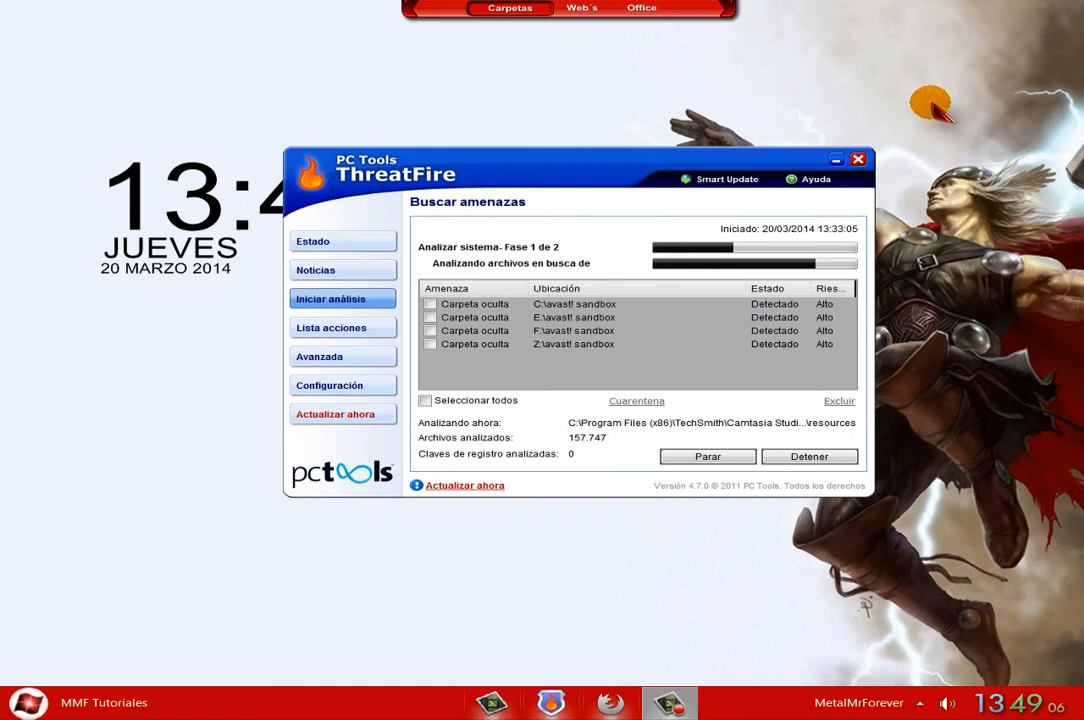 Carpetas Web´s Office
13:4
JUEVES
20 MARZO 2014
PC Tools
ThreatFire
Smart Update Ayuda
Buscar amenazas
Iniciado: 20/03/2014 13:33:05
Estado
Noticias
Iniciar análisis
Lista acciones
Avanzada
Configuración
Actualizar ahora
pctools
Analizar sistema- Fase 1 de 2
Analizando archivos en busca de
Amenaza Ubicación Estado Ries...
Carpeta oculta C:\avast! sandbox Detectado Alto
Carpeta oculta E:\avast! sandbox Detectado Alto
Carpeta oculta F:\avast! sandbox Detectado Alto
Carpeta oculta Z:\avast! sandbox Detectado Alto
Seleccionar todos Cuarentena Excluir
Analizando ahora: C:\Program Files (x86)\TechSmith\Camtasia Studi...\resources
Archivos analizados: 157.747
Claves de registro analizadas: 0
Parar Detener
Actualizar ahora Versión 4.7.0 © 2011 PC Tools. Todos los derechos
MMF Tutoriales MetalMrForever 13 49 06